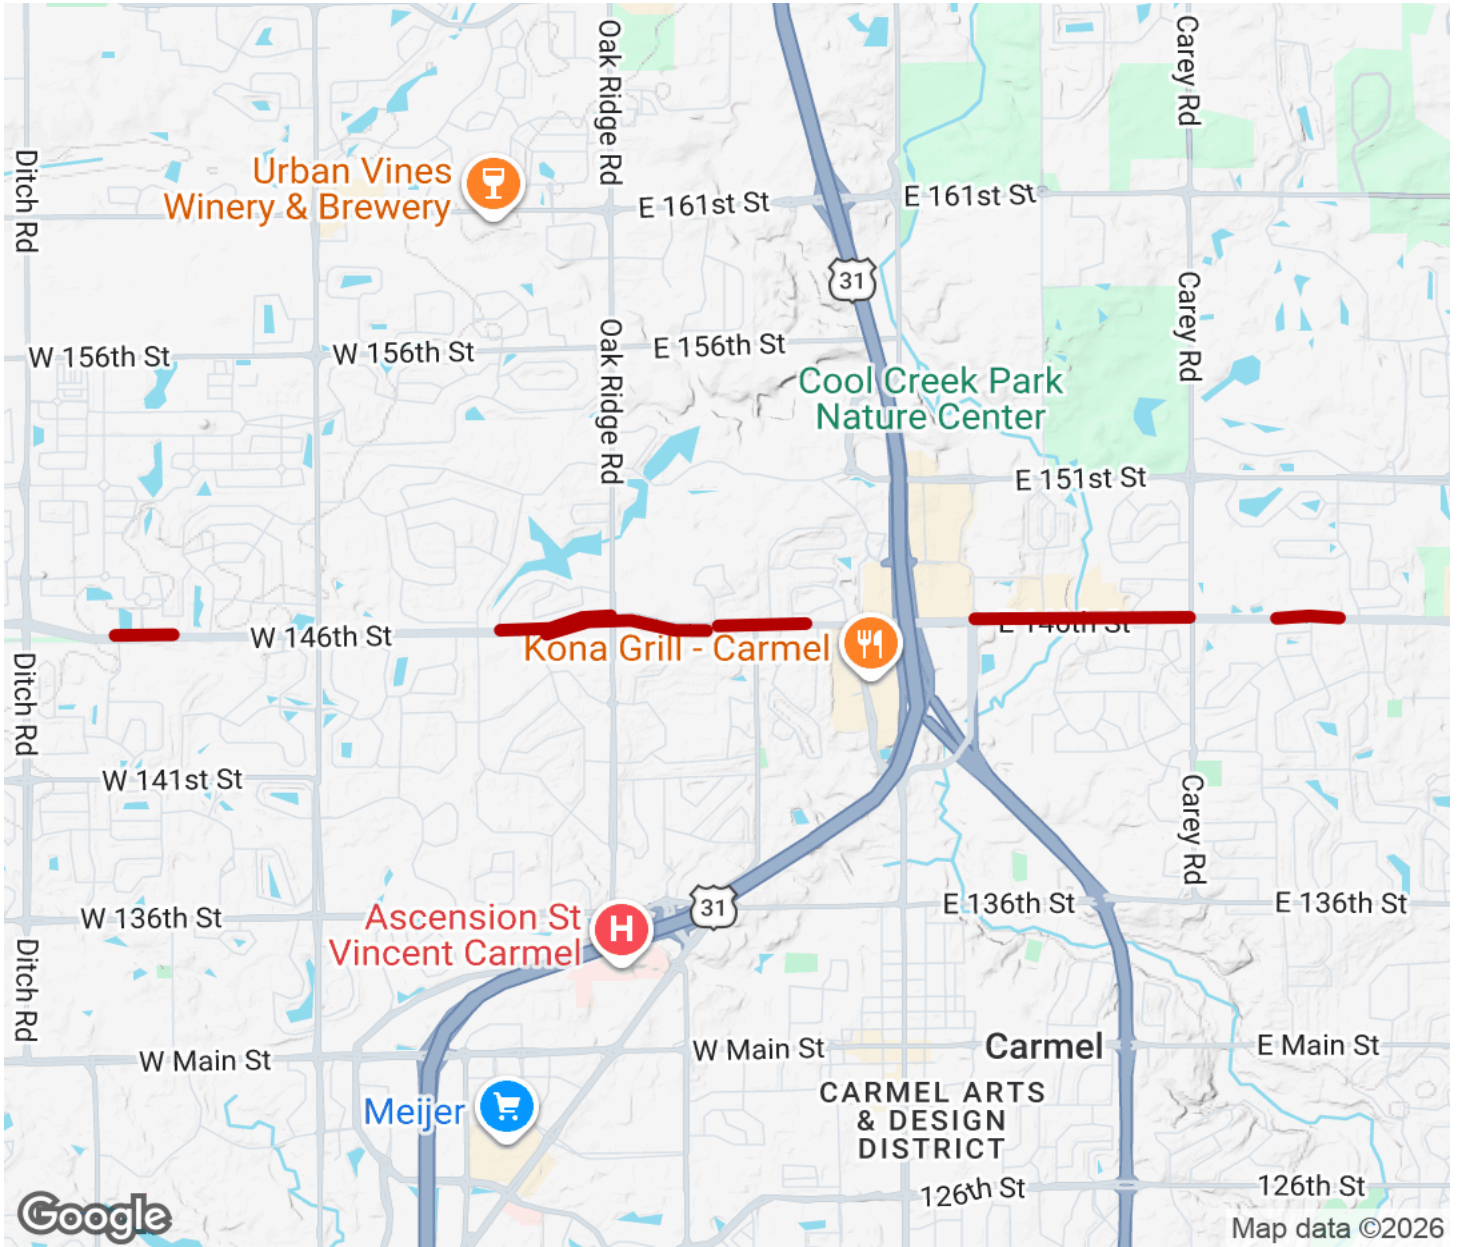 Oak Ridge Rd
Carey Rd
Ditch Rd
Urban Vines
Winery & Brewery
E 161st St
E 161st St
31
Carey Rd
Oak Ridge Rd
W 156th St
W 156th St
E 156th St
Cool Creek Park
Nature Center
E 151st St
W 146th St
E 146th St
Kona Grill - Carmel
Ditch Rd
W 141st St
Carey Rd
31
W 136th St
Ascension St
Vincent Carmel
H
E 136th St
E 136th St
Ditch Rd
W Main St
W Main St
Carmel
E Main St
Meijer
CARMEL ARTS
& DESIGN
DISTRICT
126th St
126th St
Google
Map data ©2026